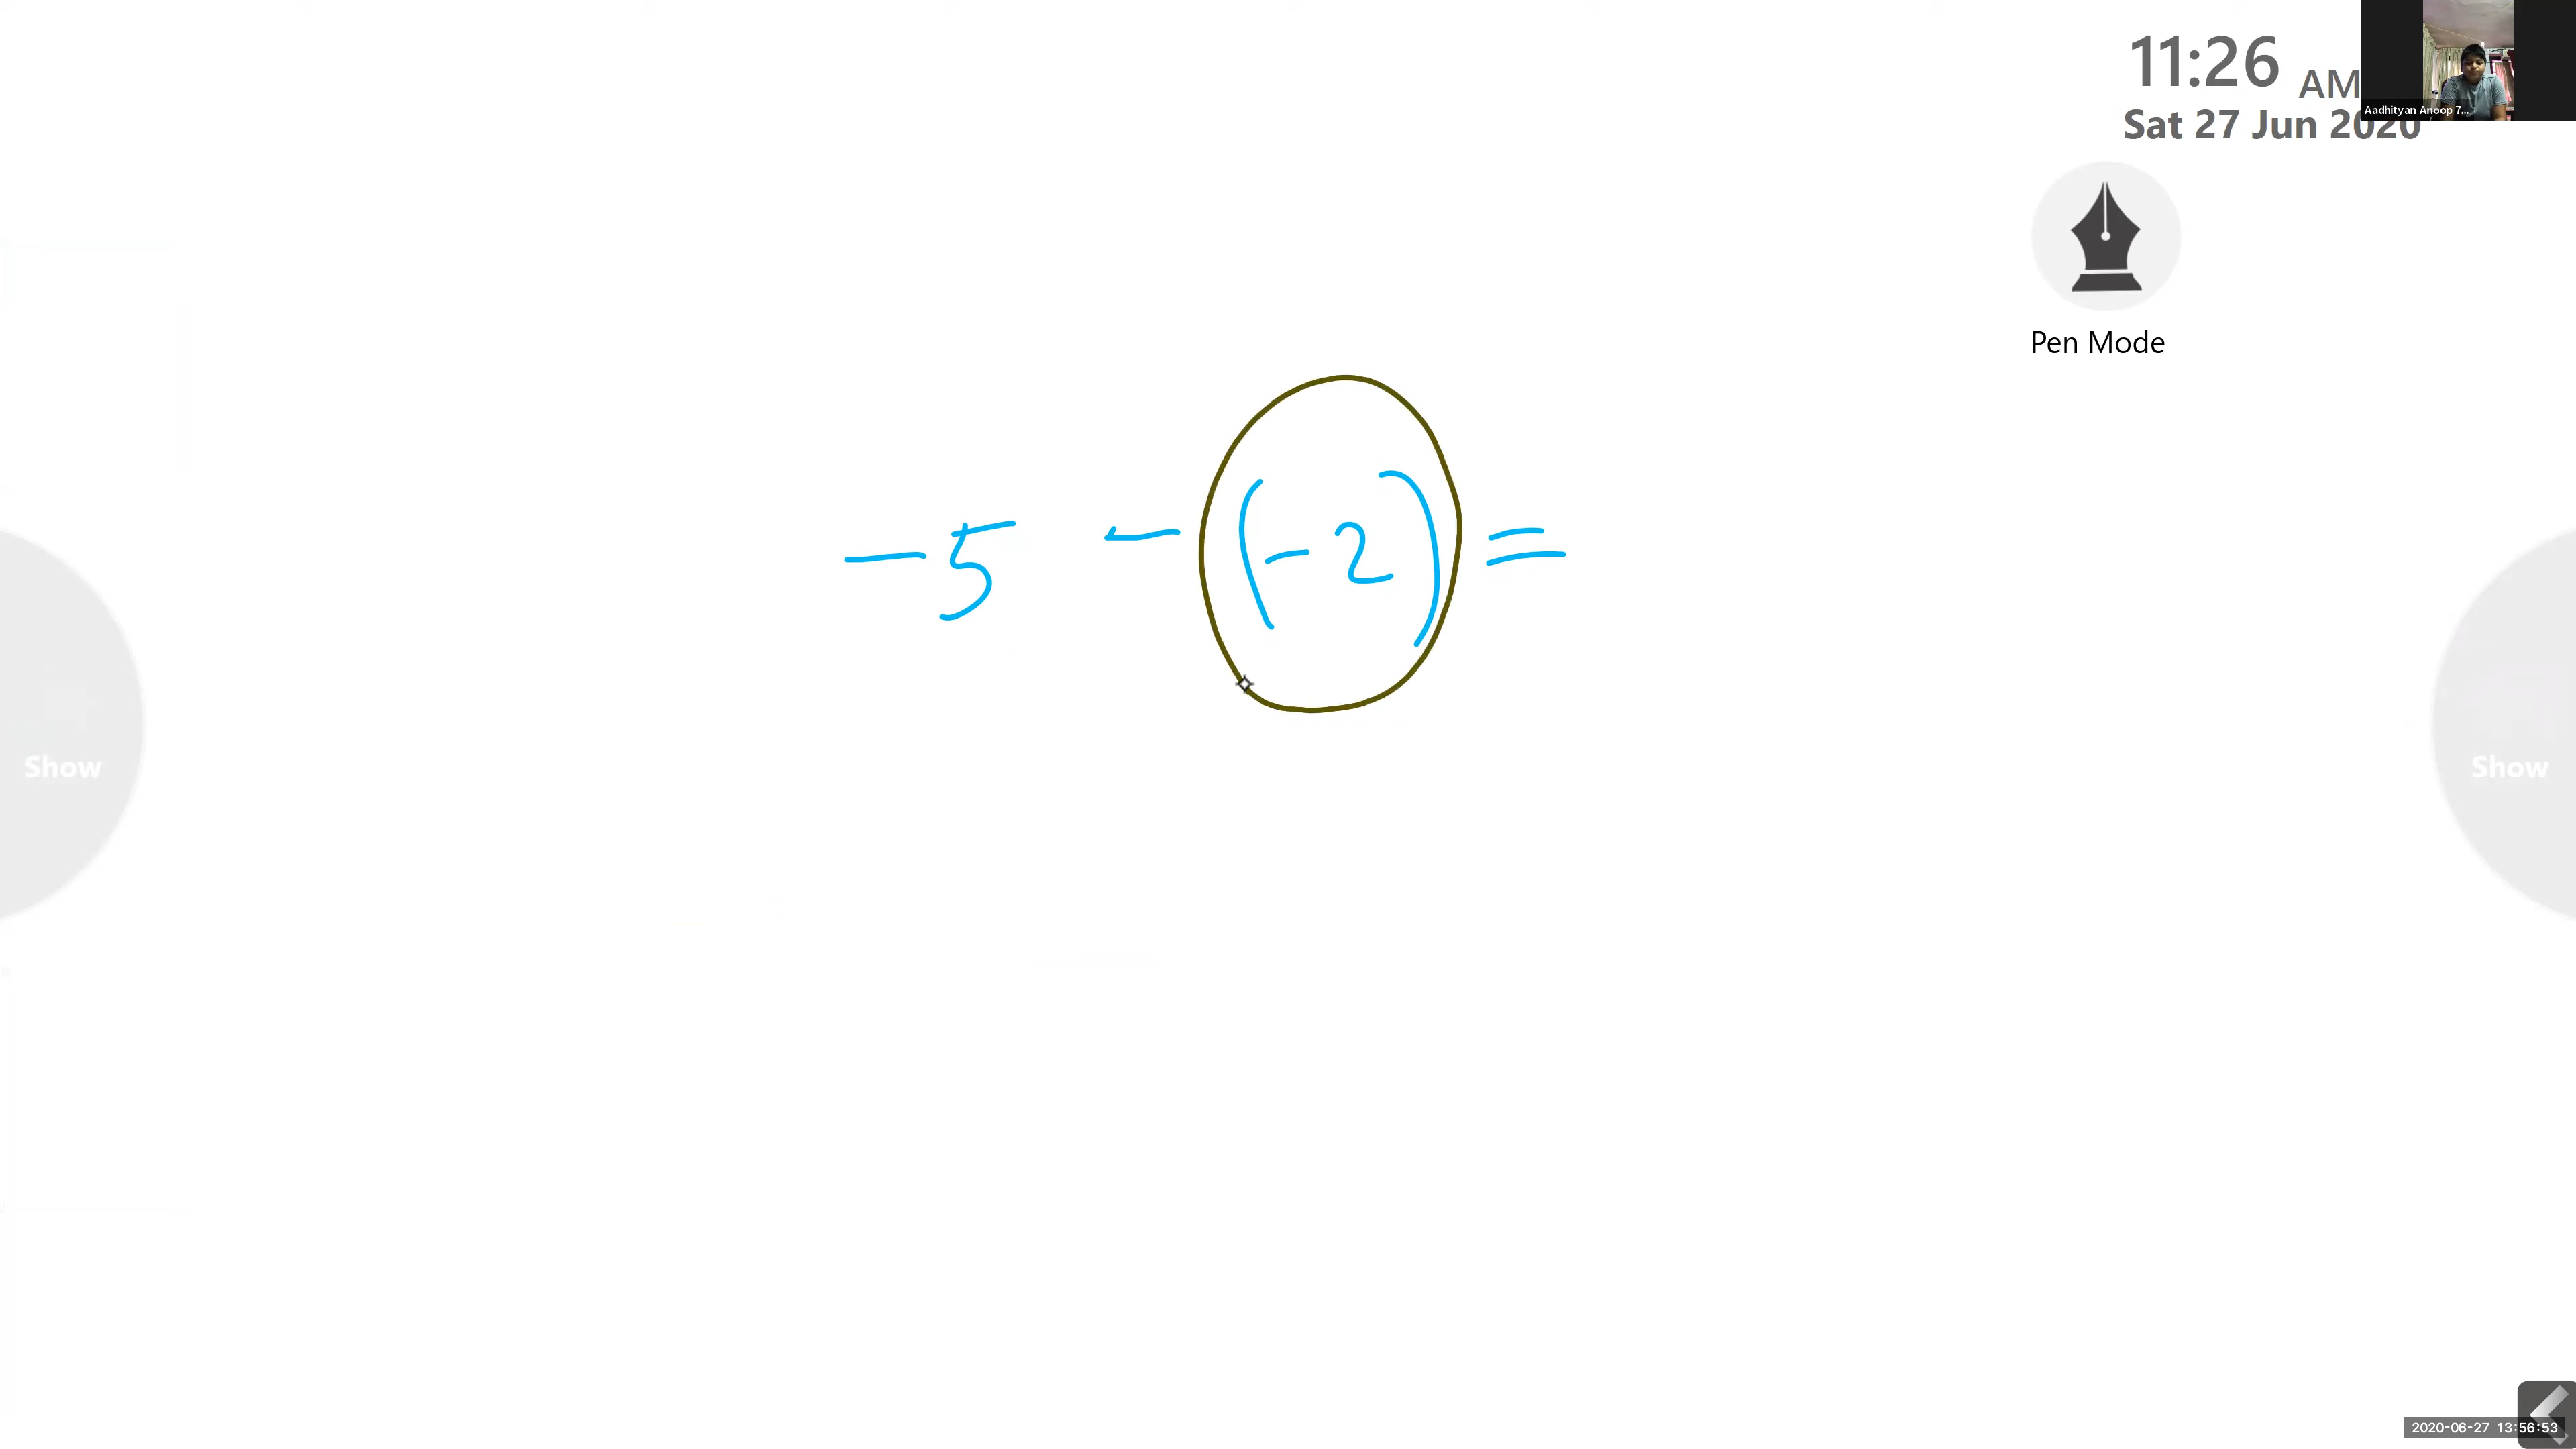 11:26 AM
Aadhityan Anoop 7...
Sat 27 Jun 2020
Pen Mode
-5 -(-2) =
Show
Show
2020-06-27 13:56:53